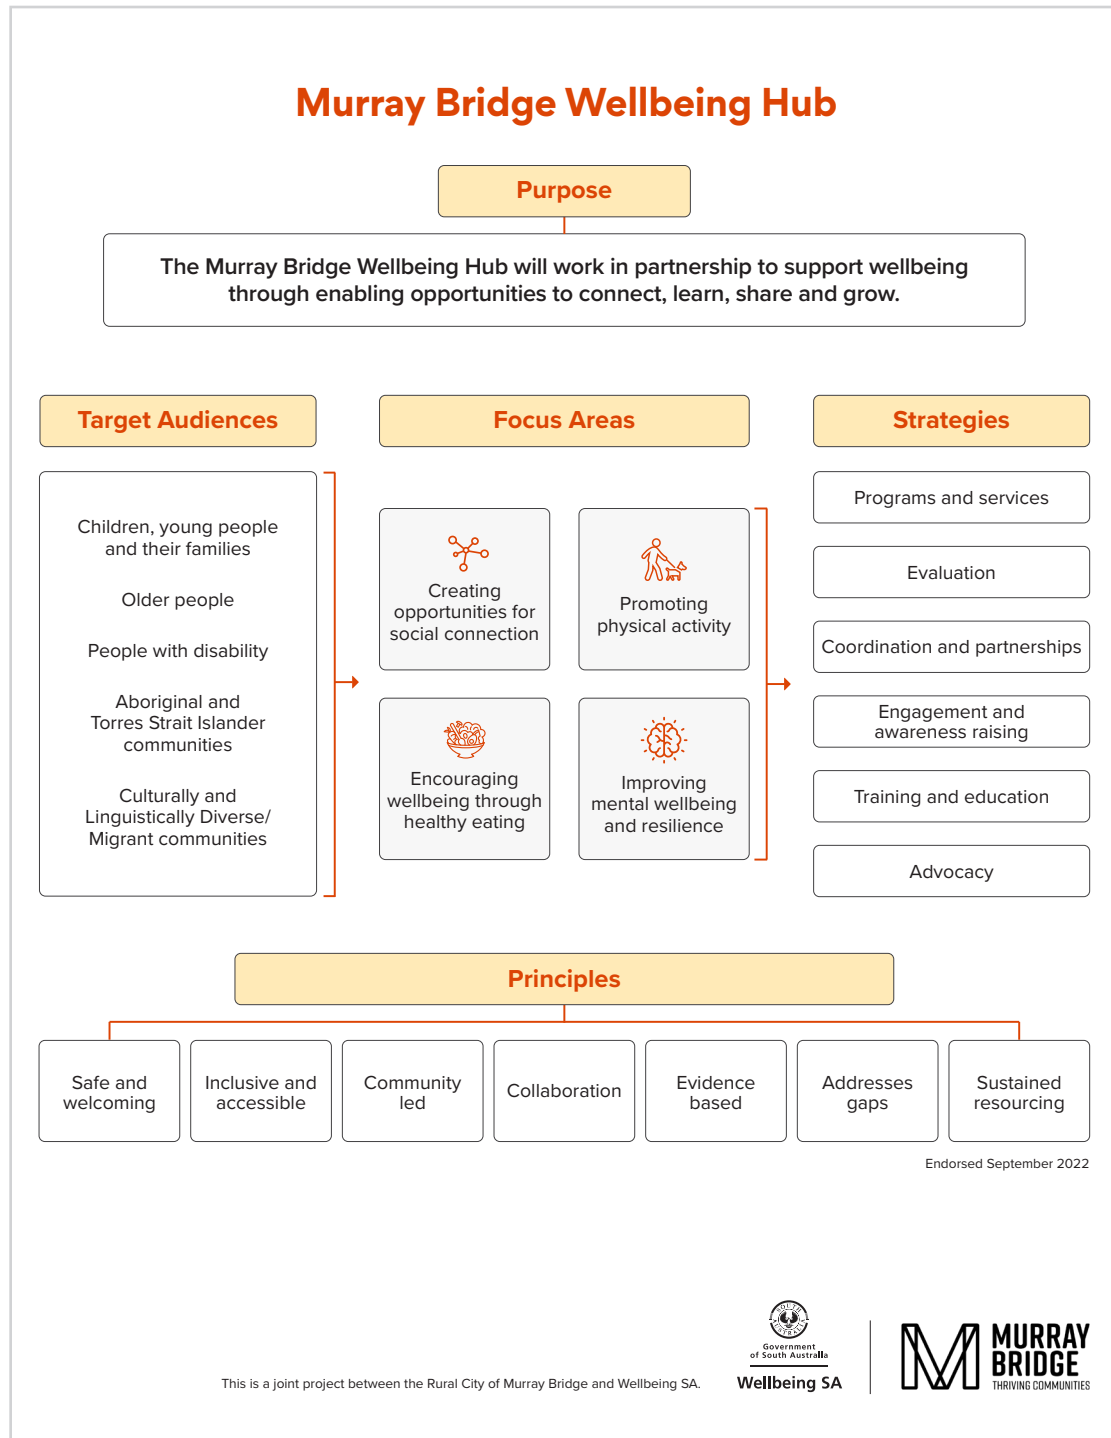 Murray Bridge Wellbeing Hub
Purpose
The Murray Bridge Wellbeing Hub will work in partnership to support wellbeing
through enabling opportunities to connect, learn, share and grow.
Target Audiences
Children, young people
and their families
Older people
People with disability
Aboriginal and
Torres Strait Islander
communities
Culturally and
Linguistically Diverse/
Migrant communities
Focus Areas
Creating
opportunities for
social connection
Promoting
physical activity
Encouraging
wellbeing through
healthy eating
Improving
mental wellbeing
and resilience
Strategies
Programs and services
Evaluation
Coordination and partnerships
Engagement and
awareness raising
Training and education
Advocacy
Principles
Safe and
welcoming
Inclusive and
accessible
Community
led
Collaboration
Evidence
based
Addresses
gaps
Sustained
resourcing
Endorsed September 2022
This is a joint project between the Rural City of Murray Bridge and Wellbeing SA.
SOUTH
AUSTRALIA
Government
of South Australia
Wellbeing SA
MURRAY
BRIDGE
THRIVING COMMUNITIES